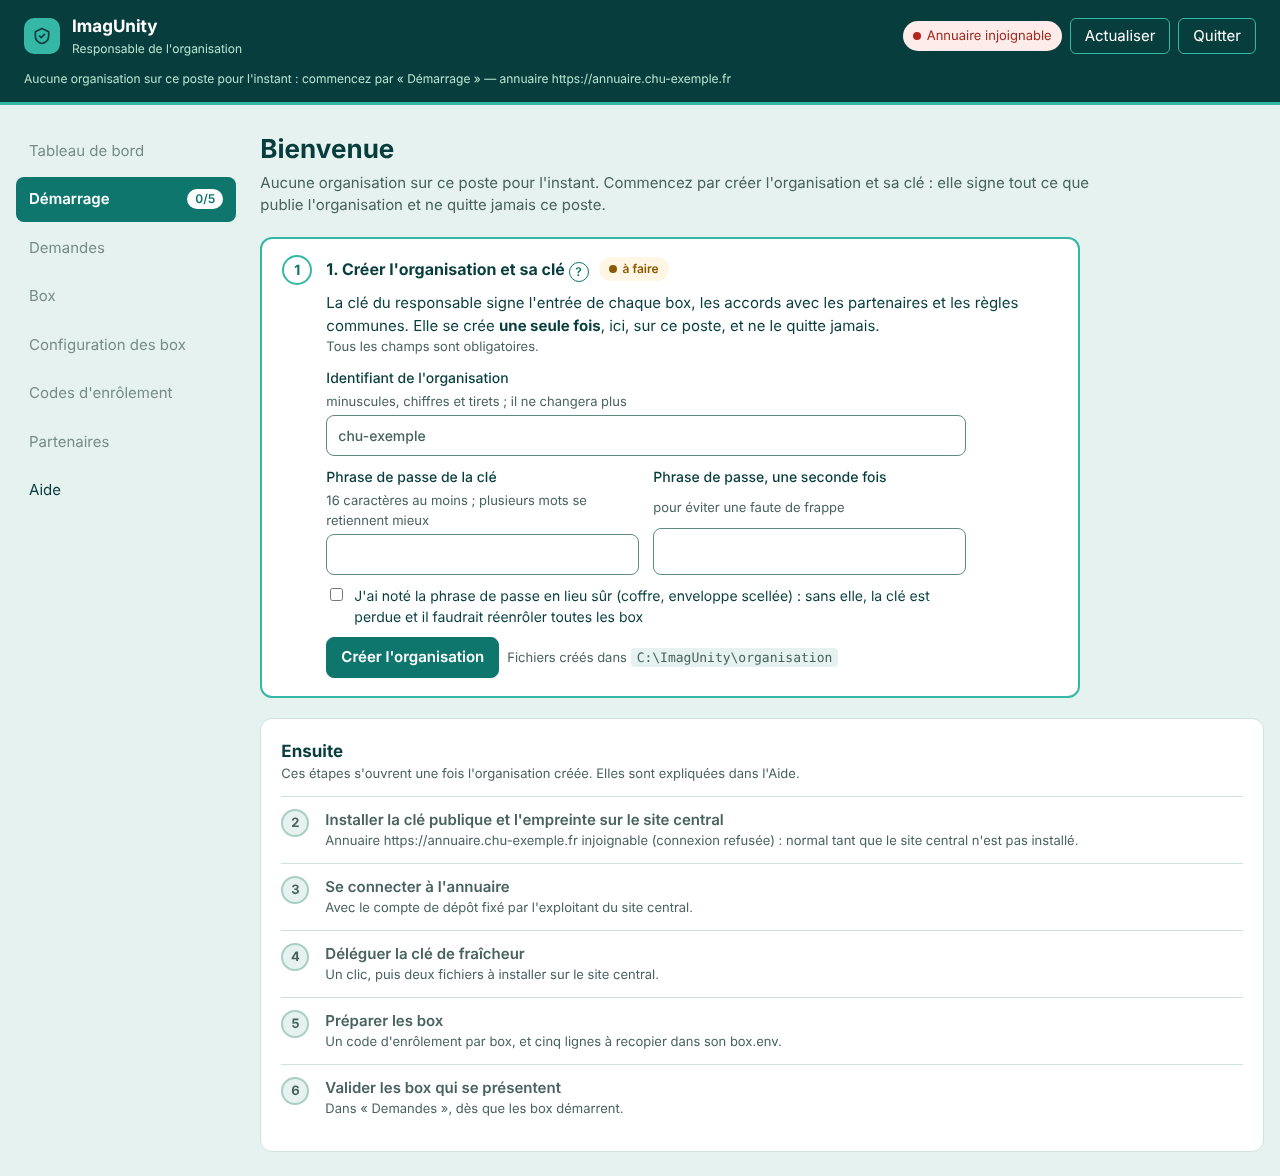 ImagUnity
Responsable de l'organisation
Annuaire injoignable
Actualiser
Quitter
Aucune organisation sur ce poste pour l'instant : commencez par « Démarrage » — annuaire https://annuaire.chu-exemple.fr
Tableau de bord
Démarrage
0/5
Demandes
Box
Configuration des box
Codes d'enrôlement
Partenaires
Aide
Bienvenue
Aucune organisation sur ce poste pour l'instant. Commencez par créer l'organisation et sa clé : elle signe tout ce que
publie l'organisation et ne quitte jamais ce poste.
1
1. Créer l'organisation et sa clé ?
à faire
La clé du responsable signe l'entrée de chaque box, les accords avec les partenaires et les règles
communes. Elle se crée une seule fois, ici, sur ce poste, et ne le quitte jamais.
Tous les champs sont obligatoires.
Identifiant de l'organisation
minuscules, chiffres et tirets ; il ne changera plus
chu-exemple
Phrase de passe de la clé
16 caractères au moins ; plusieurs mots se
retiennent mieux
Phrase de passe, une seconde fois
pour éviter une faute de frappe
J'ai noté la phrase de passe en lieu sûr (coffre, enveloppe scellée) : sans elle, la clé est
perdue et il faudrait réenrôler toutes les box
Créer l'organisation
Fichiers créés dans C:\ImagUnity\organisation
Ensuite
Ces étapes s'ouvrent une fois l'organisation créée. Elles sont expliquées dans l'Aide.
2
Installer la clé publique et l'empreinte sur le site central
Annuaire https://annuaire.chu-exemple.fr injoignable (connexion refusée) : normal tant que le site central n'est pas installé.
3
Se connecter à l'annuaire
Avec le compte de dépôt fixé par l'exploitant du site central.
4
Déléguer la clé de fraîcheur
Un clic, puis deux fichiers à installer sur le site central.
5
Préparer les box
Un code d'enrôlement par box, et cinq lignes à recopier dans son box.env.
6
Valider les box qui se présentent
Dans « Demandes », dès que les box démarrent.